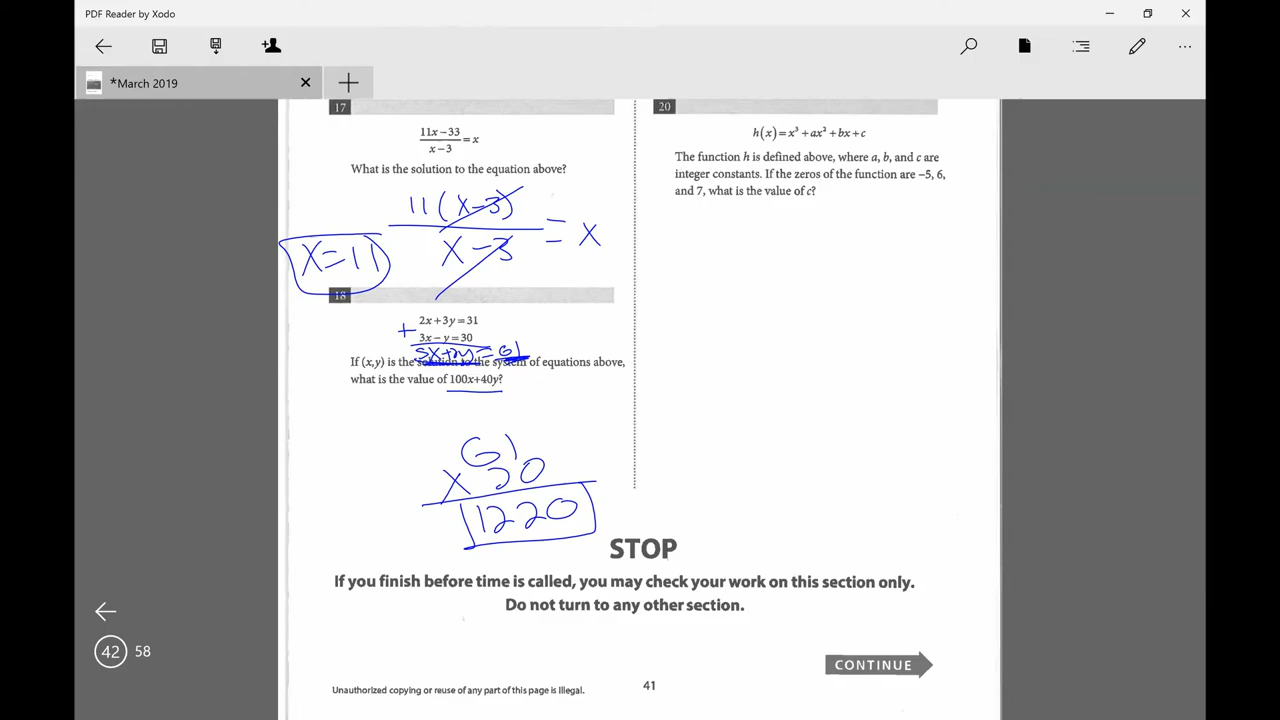 PDF Reader by Xodo
*March 2019
17
11x−33
x−3
= x
What is the solution to the equation above?
11(x−3)
x−3
= x
x=11
18
2x+3y=31
+
3x−y=30
5x+2y=61
If (x,y) is the solution to the system of equations above,
what is the value of 100x+40y?
61
x 20
1220
20
h(x)=x³+ax²+bx+c
The function h is defined above, where a, b, and c are
integer constants. If the zeros of the function are −5, 6,
and 7, what is the value of c?
STOP
If you finish before time is called, you may check your work on this section only.
Do not turn to any other section.
42 58
CONTINUE
Unauthorized copying or reuse of any part of this page is illegal.
41